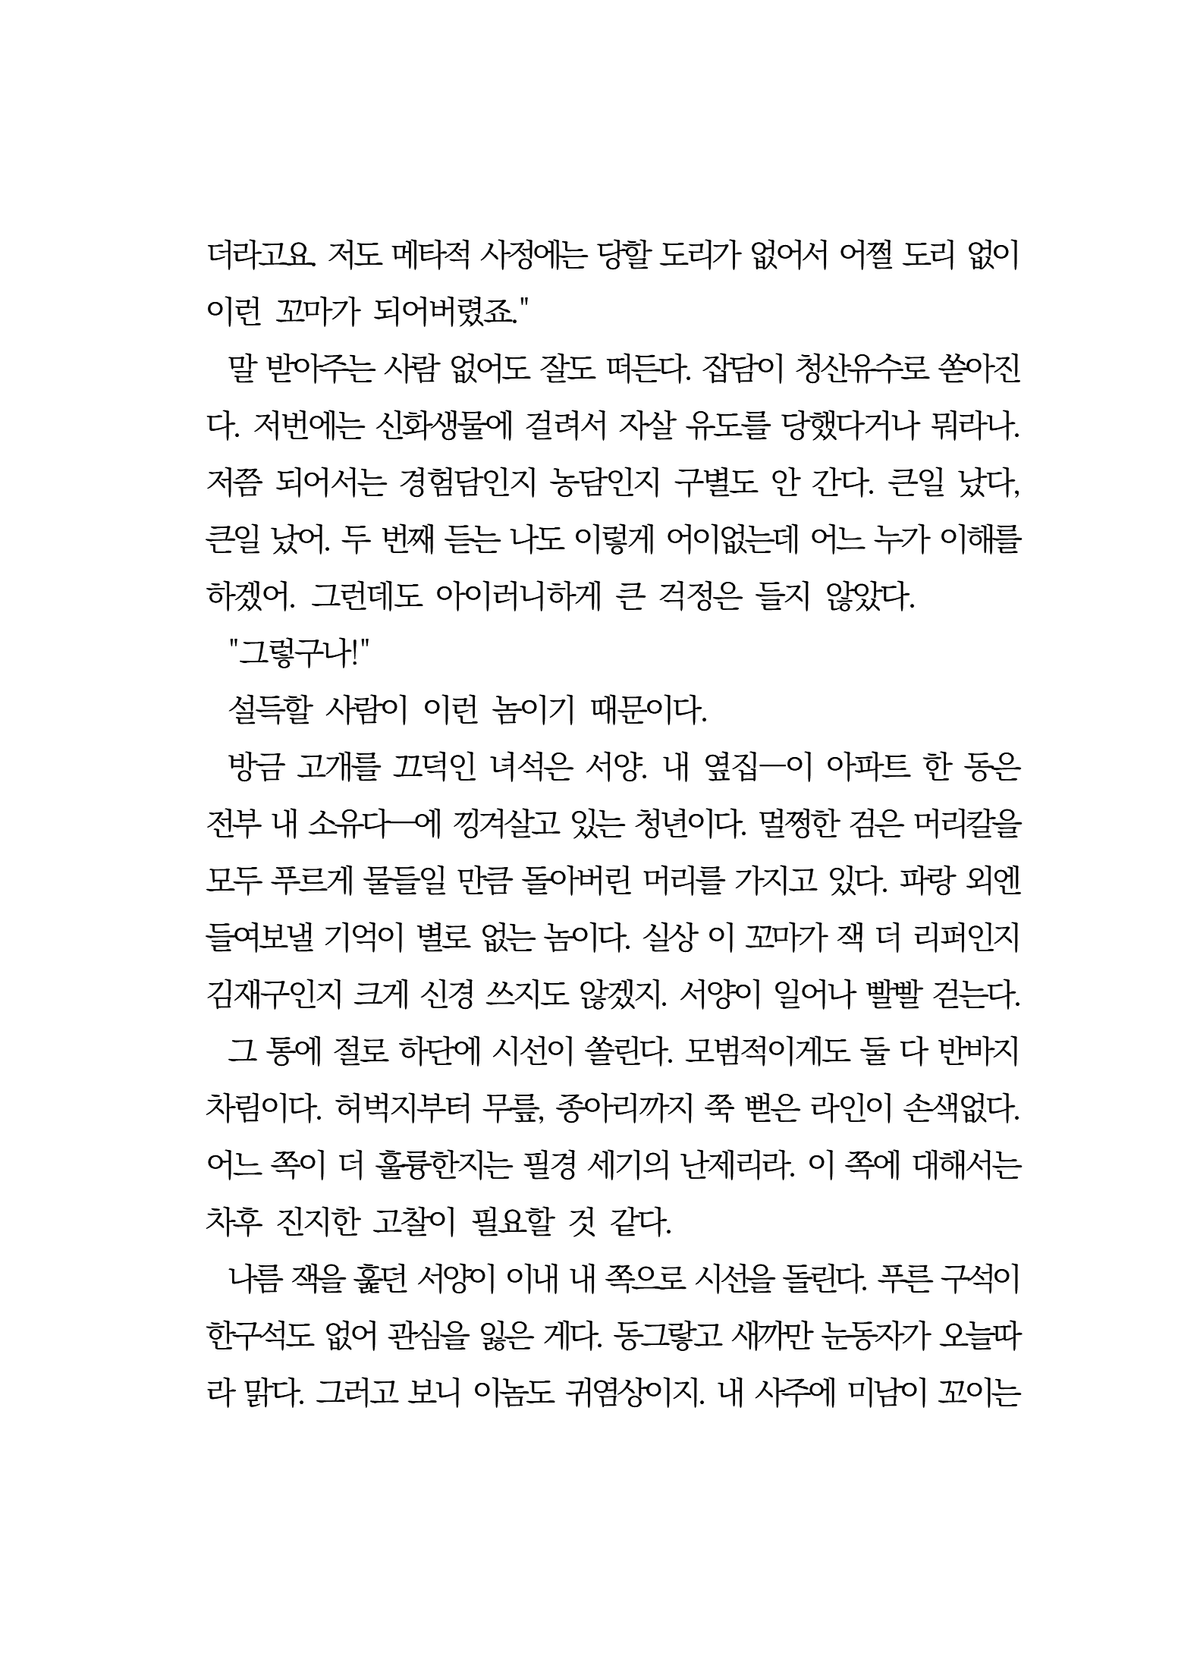 더라고요. 저도 메타적 사정에는 당할 도리가 없어서 어쩔 도리 없이
이런 꼬마가 되어버렸죠."
말 받아주는 사람 없어도 잘도 떠든다. 잡담이 청산유수로 쏟아진
다. 저번에는 신화생물에 걸려서 자살 유도를 당했다거나 뭐라나.
저쯤 되어서는 경험담인지 농담인지 구별도 안 간다. 큰일 났다,
큰일 났어. 두 번째 듣는 나도 이렇게 어이없는데 어느 누가 이해를
하겠어. 그런데도 아이러니하게 큰 걱정은 들지 않았다.
"그렇구나!"
설득할 사람이 이런 놈이기 때문이다.
방금 고개를 끄덕인 녀석은 서양. 내 옆집—이 아파트 한 동은
전부 내 소유다—에 낑겨살고 있는 청년이다. 멀쩡한 검은 머리칼을
모두 푸르게 물들일 만큼 돌아버린 머리를 가지고 있다. 파랑 외엔
들여보낼 기억이 별로 없는 놈이다. 실상 이 꼬마가 잭 더 리퍼인지
김재구인지 크게 신경 쓰지도 않겠지. 서양이 일어나 빨빨 걷는다.
그 통에 절로 하단에 시선이 쏠린다. 모범적이게도 둘 다 반바지
차림이다. 허벅지부터 무릎, 종아리까지 쭉 뻗은 라인이 손색없다.
어느 쪽이 더 훌륭한지는 필경 세기의 난제리라. 이 쪽에 대해서는
차후 진지한 고찰이 필요할 것 같다.
나름 잭을 훑던 서양이 이내 내 쪽으로 시선을 돌린다. 푸른 구석이
한구석도 없어 관심을 잃은 게다. 동그랗고 새까만 눈동자가 오늘따
라 맑다. 그러고 보니 이놈도 귀염상이지. 내 사주에 미남이 꼬이는